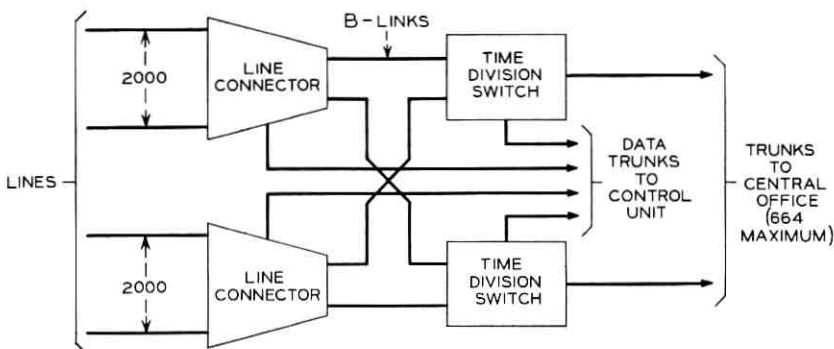 B-LINKS
2000
LINE
CONNECTOR
TIME
DIVISION
SWITCH
LINES
DATA
TRUNKS
TO
CONTROL
UNIT
TRUNKS
TO
CENTRAL
OFFICE
(664
MAXIMUM)
2000
LINE
CONNECTOR
TIME
DIVISION
SWITCH